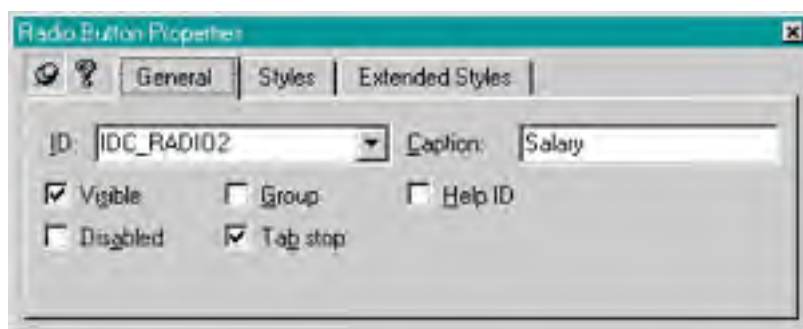 Radio Button Properties
General Styles Extended Styles
ID: IDC_RADIO2 Caption: Salary
Visible Group Help ID
Disabled Tab stop